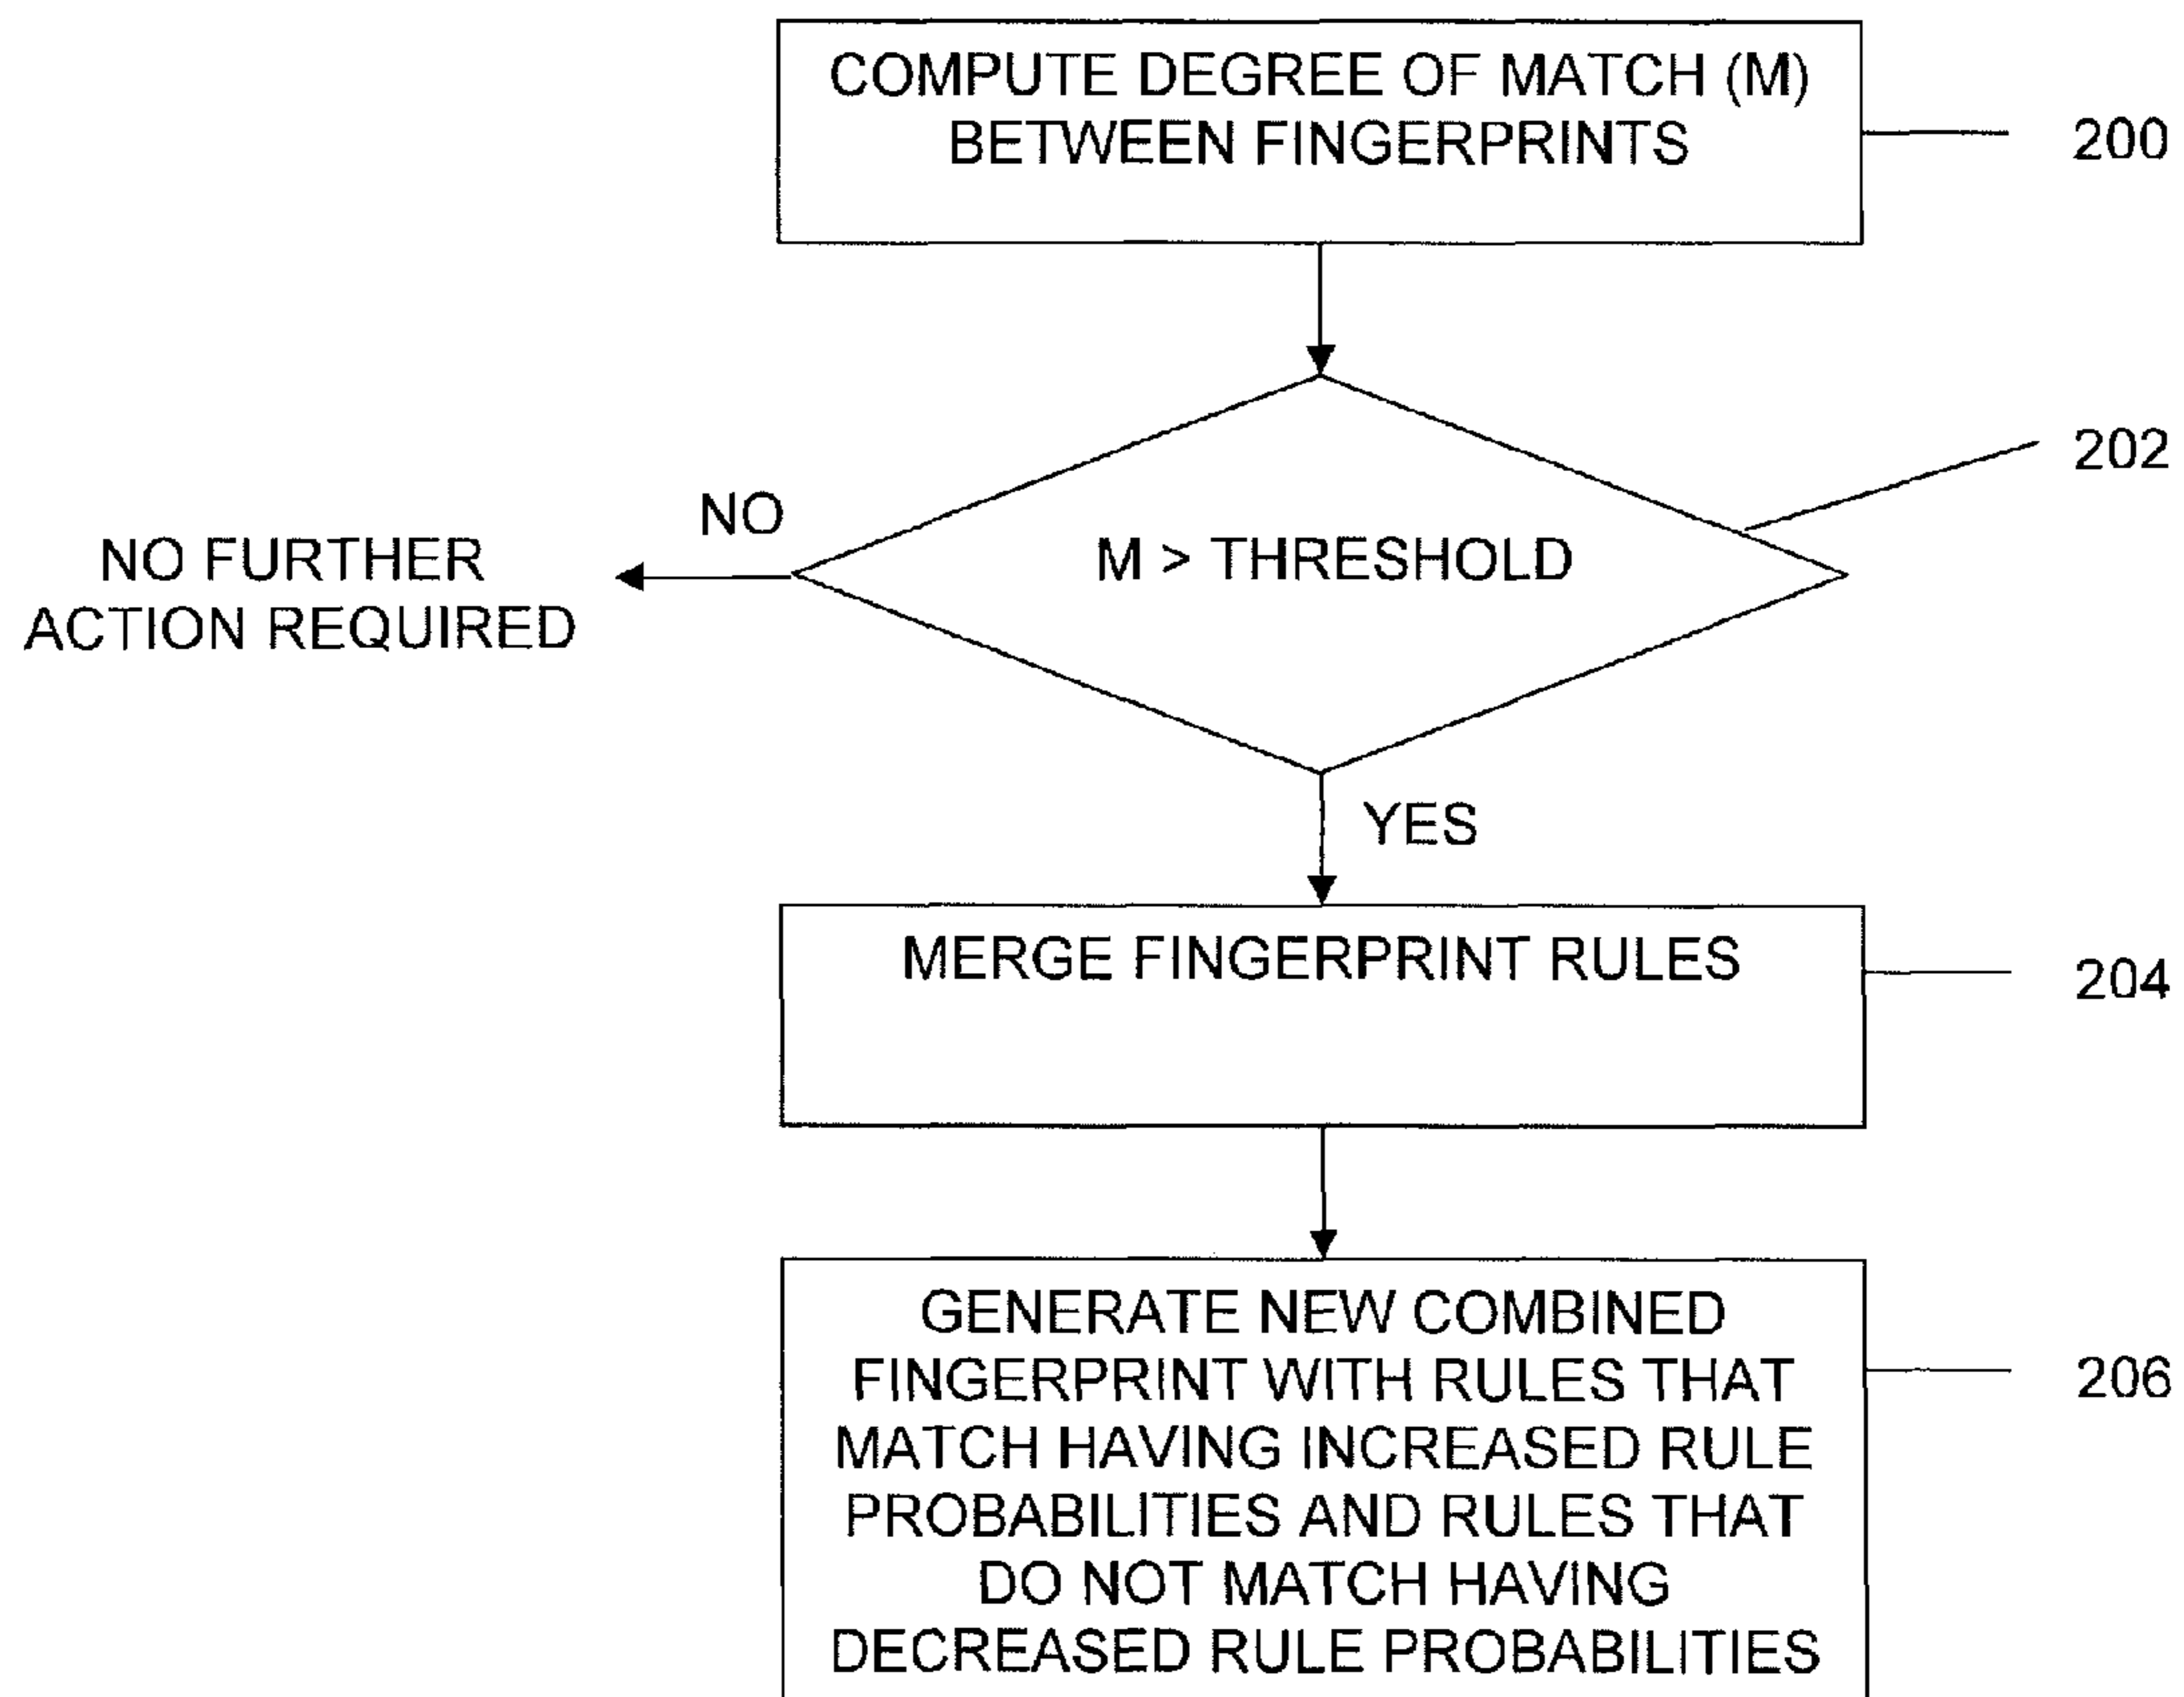 COMPUTE DEGREE OF MATCH (M)
BETWEEN FINGERPRINTS
200
202
NO
M > THRESHOLD
NO FURTHER
ACTION REQUIRED
YES
MERGE FINGERPRINT RULES
204
GENERATE NEW COMBINED
FINGERPRINT WITH RULES THAT
206
MATCH HAVING INCREASED RULE
PROBABILITIES AND RULES THAT
DO NOT MATCH HAVING
DECREASED RULE PROBABILITIES